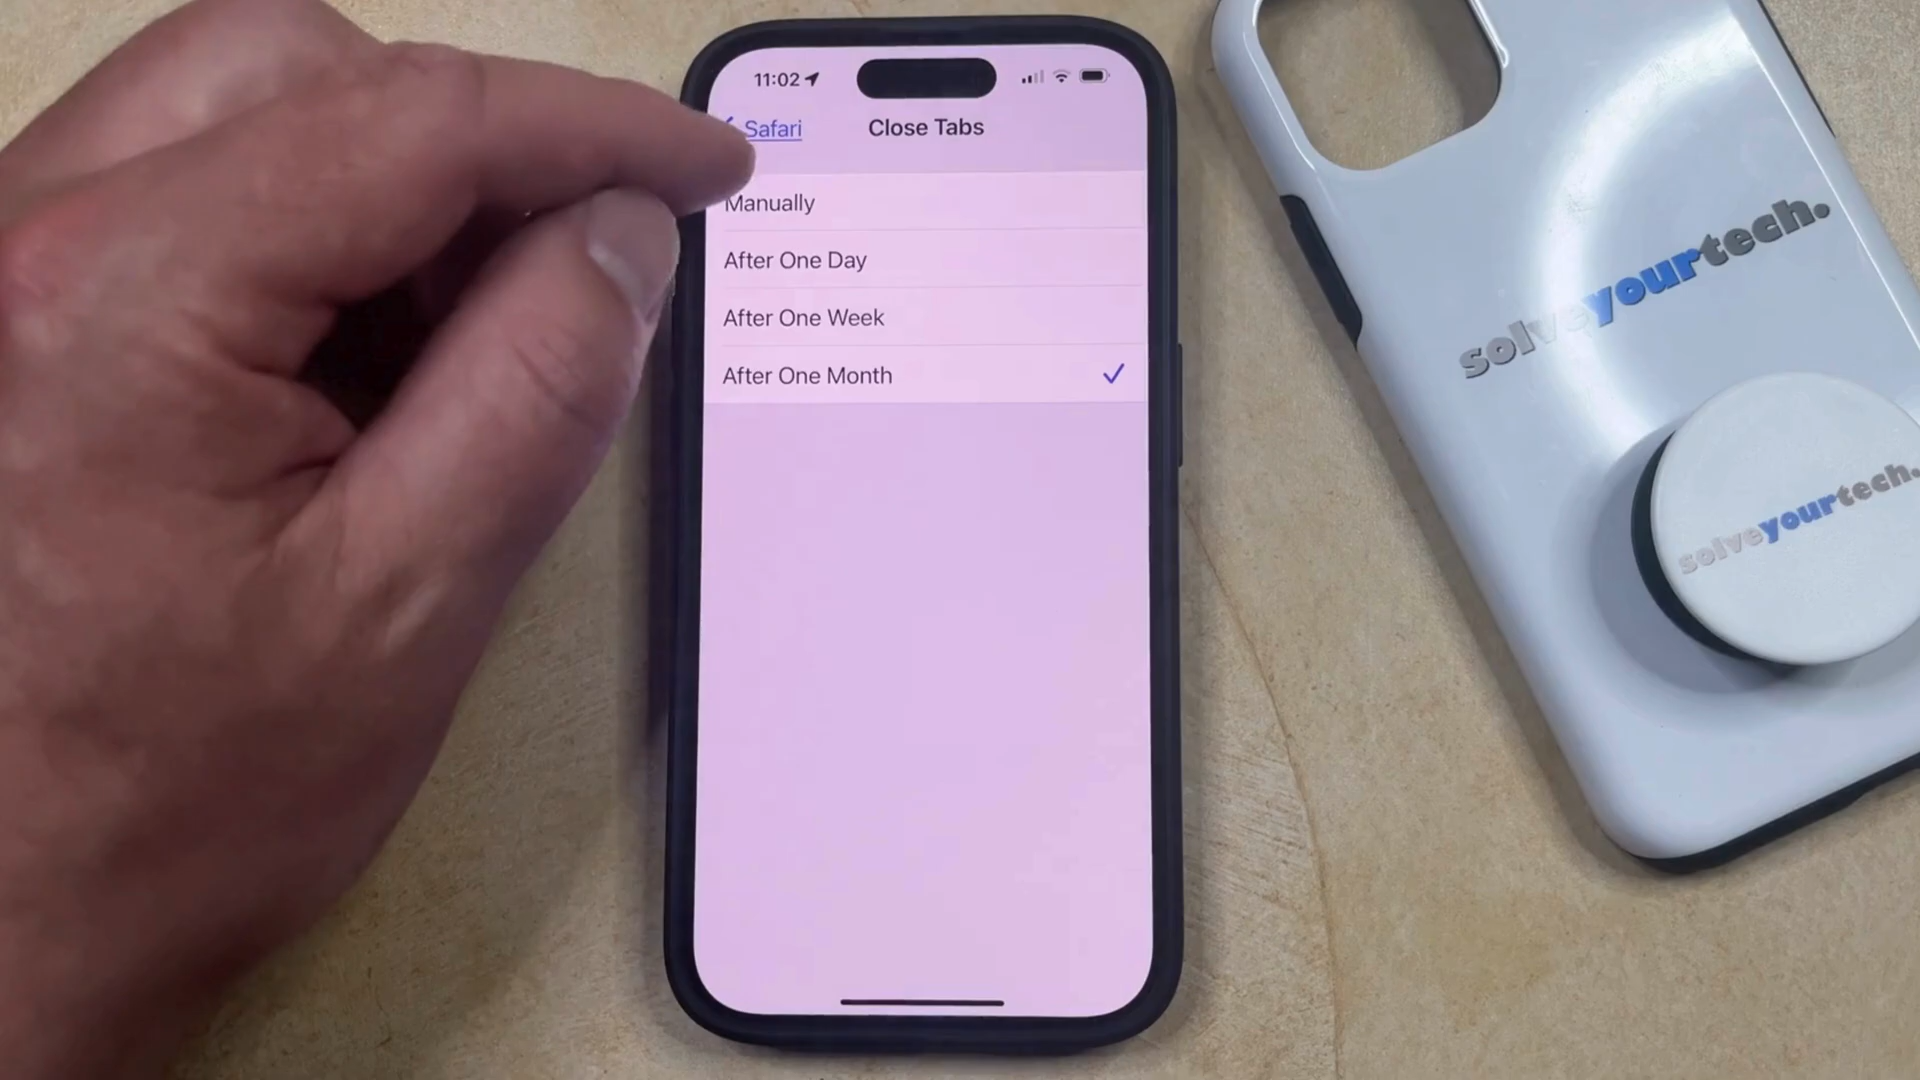 11:02
Safari
Close Tabs
Manually
After One Day
After One Week
After One Month
solveyourtech.
solveyourtech.